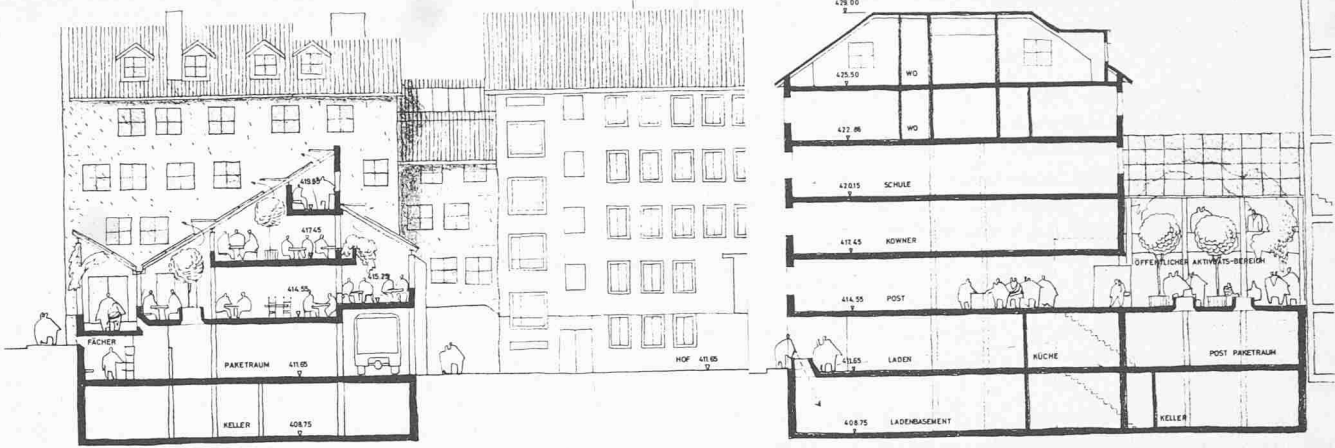 419.85
417.45
415.25
414.55
FÄCHER
PAKETRAUM 411.65
HOF 411.65
KELLER 408.75
429.00
425.50 WO
422.86 WO
420.15 SCHULE
417.45 KOWNER
ÖFFENTLICHER AKTIVITÄTS-BEREICH
414.55 POST
411.65 LADEN KÜCHE POST PAKETRAUM
408.75 LADENBASEMENT KELLER